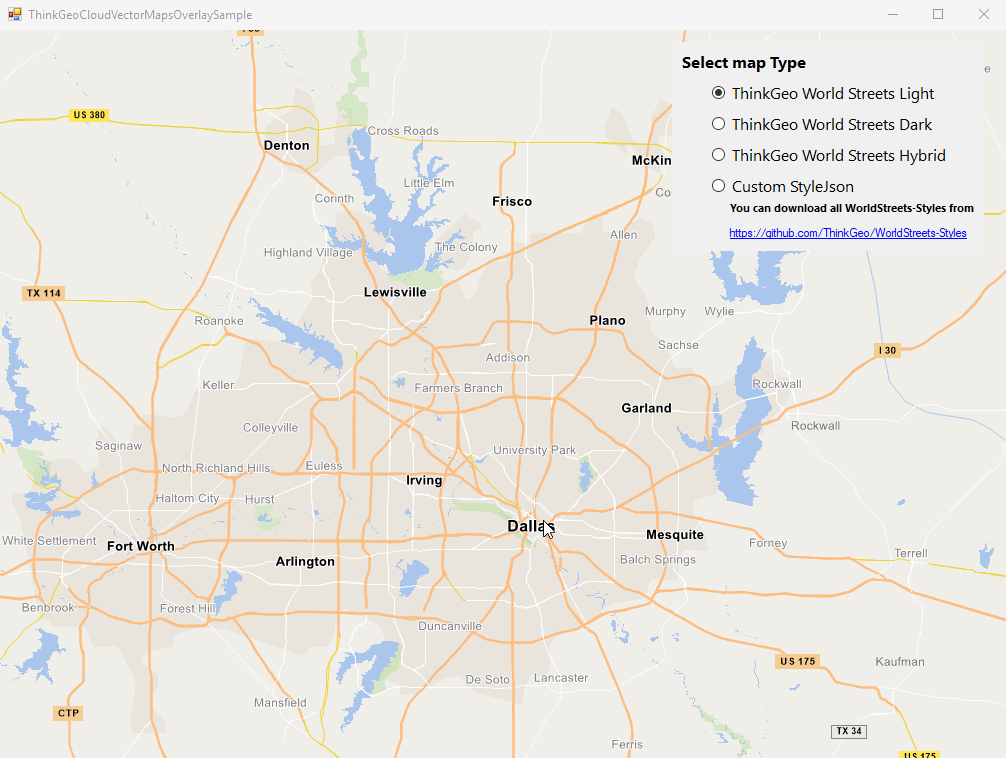 ThinkGeoCloudVectorMapsOverlaySample
Select map Type
ThinkGeo World Streets Light
ThinkGeo World Streets Dark
ThinkGeo World Streets Hybrid
Custom StyleJson
You can download all WorldStreets-Styles from
https://github.com/ThinkGeo/WorldStreets-Styles
e
US 380
Cross Roads
Denton
McKin
Little Elm
Co
Corinth
Frisco
Allen
The Colony
Highland Village
Lewisville
TX 114
Murphy
Wylie
Roanoke
Plano
Sachse
I 30
Addison
Keller
Farmers Branch
Rockwall
Garland
Colleyville
Rockwall
Saginaw
University Park
North Richland Hills
Euless
Irving
Haltom City
Hurst
Dallas
White Settlement
Mesquite
Fort Worth
Forney
Terrell
Arlington
Balch Springs
Benbrook
Forest Hill
Duncanville
US 175
Kaufman
De Soto
Lancaster
Mansfield
CTP
TX 34
Ferris
US 175